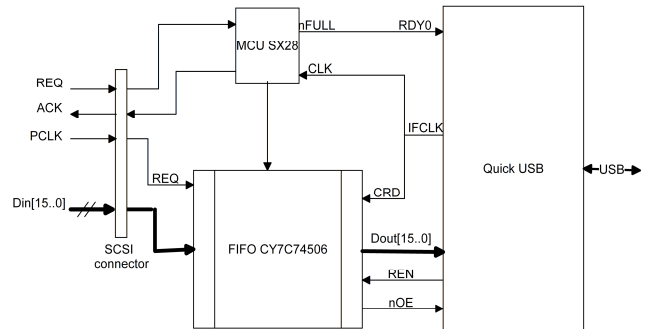 nFULL
RDY0
MCU SX28
CLK
REQ
ACK
PCLK
IFCLK
Quick USB
USB
REQ
CRD
Din[15..0]
Dout[15..0]
FIFO CY7C74506
SCSI
connector
REN
nOE